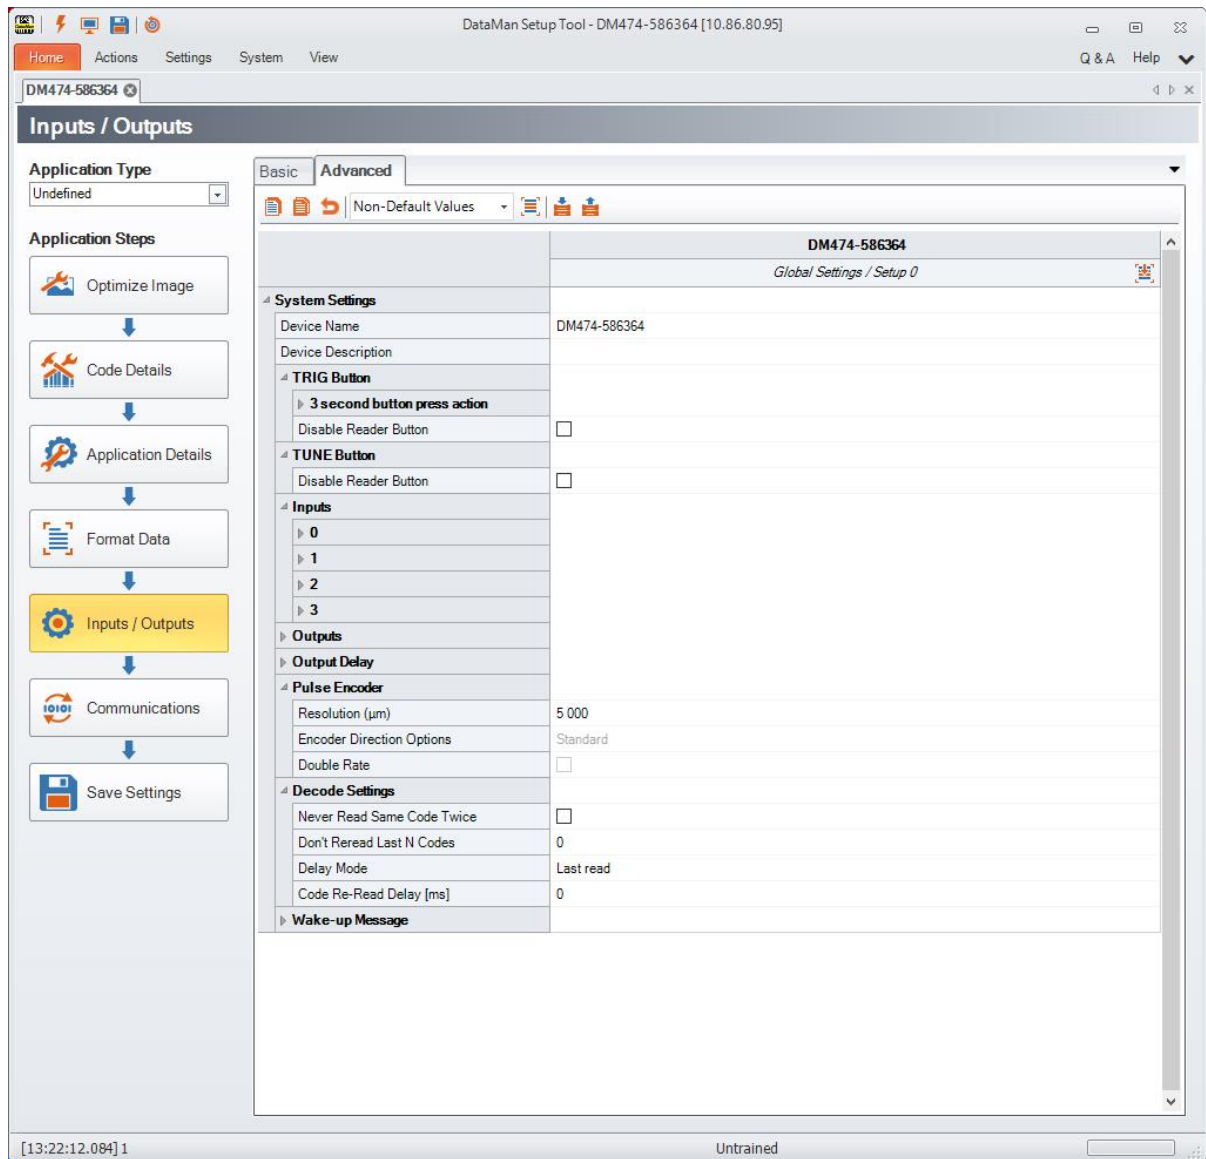 DataMan Setup Tool - DM474-586364 [10.86.80.95]
Home Actions Settings System View Q & A Help
DM474-586364
Inputs / Outputs
Application Type
Undefined
Application Steps
Optimize Image
Code Details
Application Details
Format Data
Inputs / Outputs
Communications
Save Settings
Basic Advanced
Non-Default Values
DM474-586364
Global Settings / Setup 0
System Settings
Device Name DM474-586364
Device Description
TRIG Button
3 second button press action
Disable Reader Button
TUNE Button
Disable Reader Button
Inputs
0
1
2
3
Outputs
Output Delay
Pulse Encoder
Resolution (µm) 5 000
Encoder Direction Options Standard
Double Rate
Decode Settings
Never Read Same Code Twice
Don't Reread Last N Codes 0
Delay Mode Last read
Code Re-Read Delay [ms] 0
Wake-up Message
[13:22:12.084] 1 Untrained